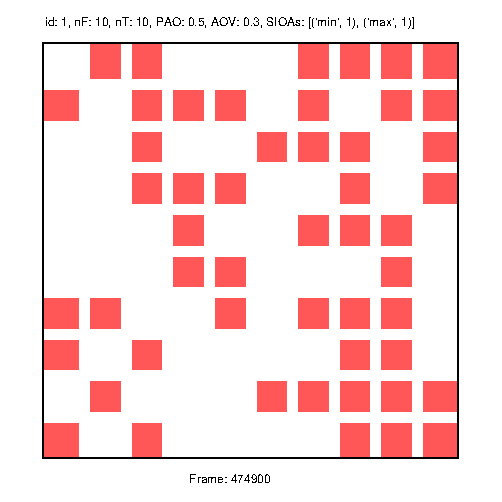 id: 1, nF: 10, nT: 10, PAO: 0.5, AOV: 0.3, SIOAs: [('min', 1), ('max', 1)]
Frame: 474900